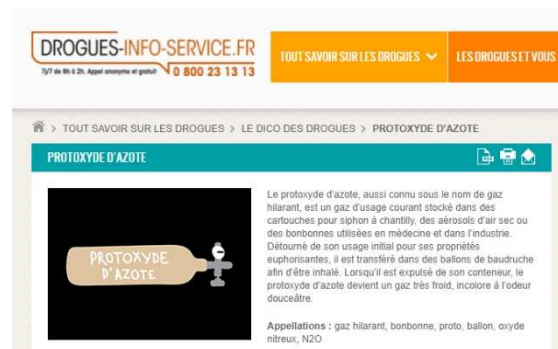 DROGUES-INFO-SERVICE.FR
7j/7 de 8h à 2h. Appel anonyme et gratuit 0 800 23 13 13
TOUT SAVOIR SUR LES DROGUES
LES DROGUES ET VOUS
> TOUT SAVOIR SUR LES DROGUES > LE DICO DES DROGUES > PROTOXYDE D'AZOTE
PROTOXYDE D'AZOTE
PROTOXYDE
D'AZOTE
Le protoxyde d'azote, aussi connu sous le nom de gaz
hilarant, est un gaz d'usage courant stocké dans des
cartouches pour siphon à chantilly, des aérosols d'air sec ou
des bonbonnes utilisées en médecine et dans l'industrie.
Détourné de son usage initial pour ses propriétés
euphorisantes, il est transféré dans des ballons de baudruche
afin d'être inhalé. Lorsqu'il est expulsé de son conteneur, le
protoxyde d'azote devient un gaz très froid, incolore à l'odeur
douceâtre.
Appellations : gaz hilarant, bonbonne, proto, ballon, oxyde
nitreux, N2O